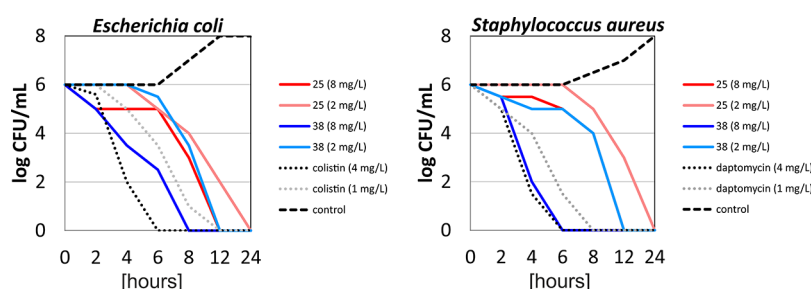 Escherichia coli
8
6
4
2
0
log CFU/mL
0 2 4 6 8 12 24
[hours]
25 (8 mg/L)
25 (2 mg/L)
38 (8 mg/L)
38 (2 mg/L)
colistin (4 mg/L)
colistin (1 mg/L)
control
Staphylococcus aureus
8
6
4
2
0
log CFU/mL
0 2 4 6 8 12 24
[hours]
25 (8 mg/L)
25 (2 mg/L)
38 (8 mg/L)
38 (2 mg/L)
daptomycin (4 mg/L)
daptomycin (1 mg/L)
control